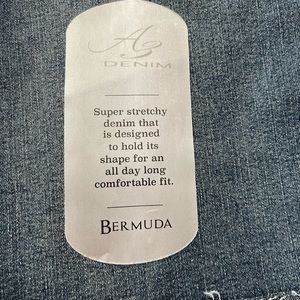 A3
DENIM
Super stretchy
denim that
is designed
to hold its
shape for an
all day long
comfortable fit.
BERMUDA